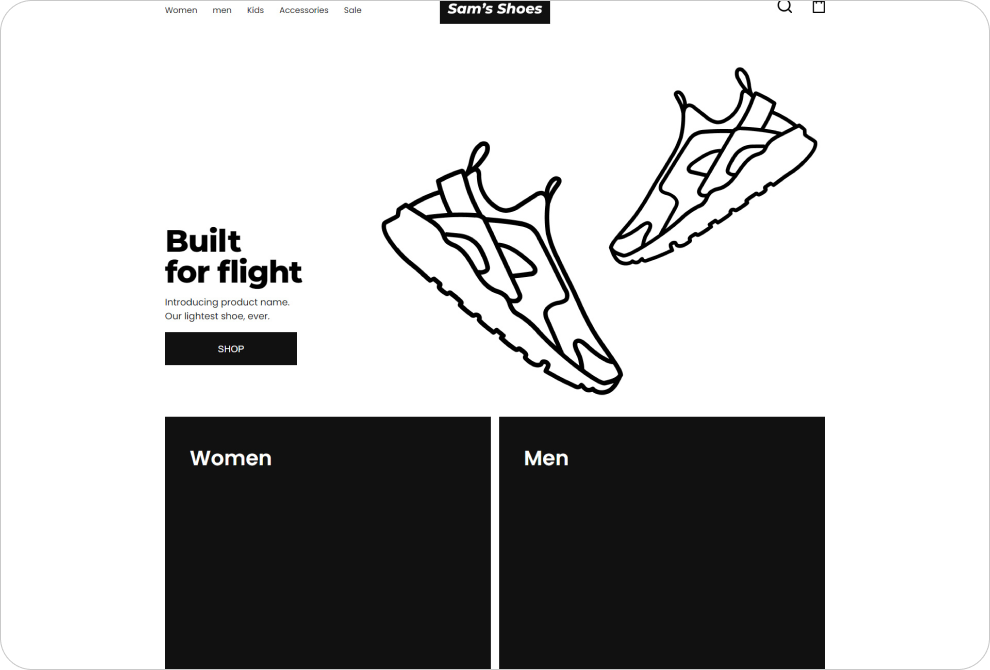 Women men Kids Accessories Sale
Sam's Shoes
Built
for flight
Introducing product name.
Our lightest shoe, ever.
SHOP
Women
Men